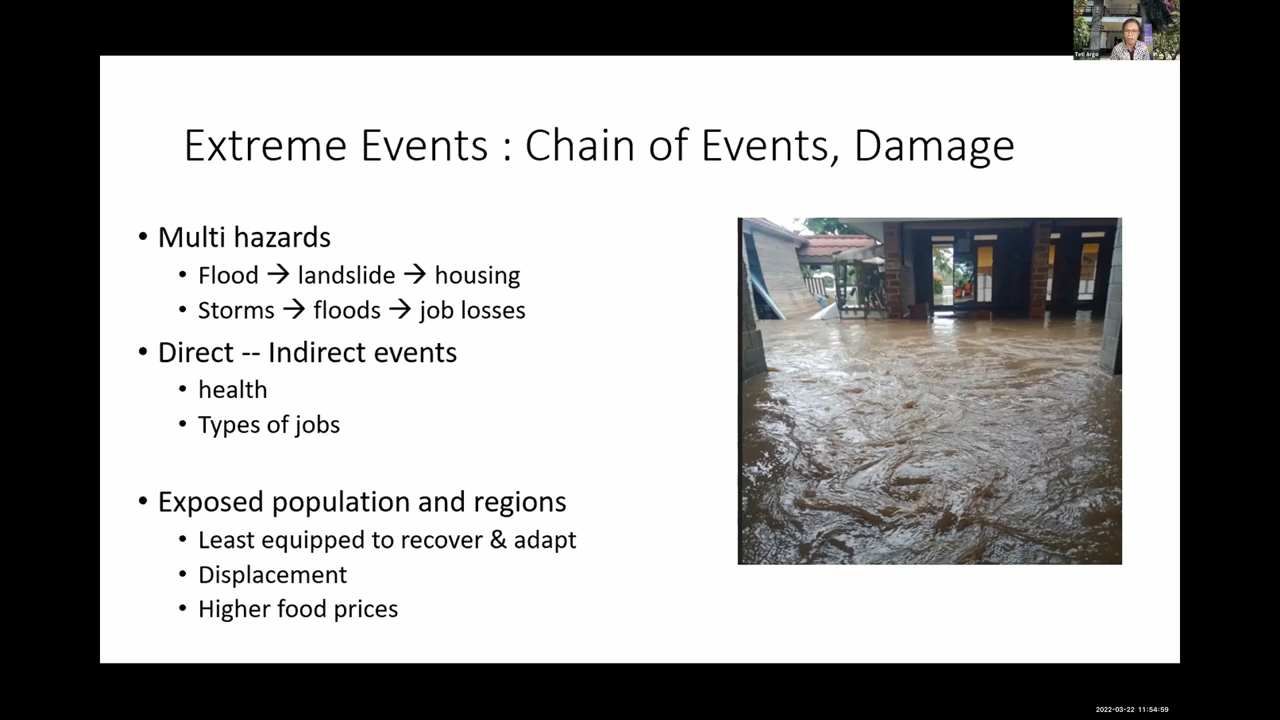 Teti Argo
Extreme Events : Chain of Events, Damage
• Multi hazards
• Flood → landslide → housing
• Storms → floods → job losses
• Direct -- Indirect events
• health
• Types of jobs
• Exposed population and regions
• Least equipped to recover & adapt
• Displacement
• Higher food prices
2022-03-22 11:54:59